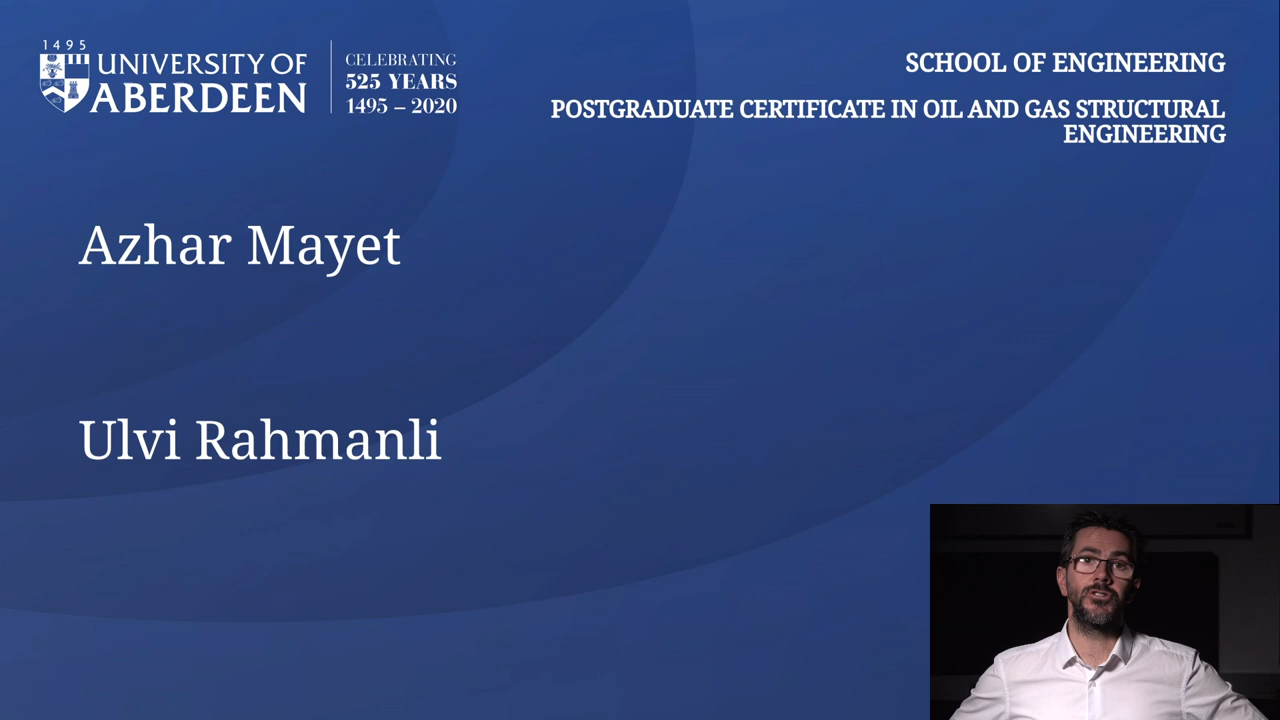 1495
UNIVERSITY OF
ABERDEEN
CELEBRATING
525 YEARS
1495 – 2020
SCHOOL OF ENGINEERING
POSTGRADUATE CERTIFICATE IN OIL AND GAS STRUCTURAL
ENGINEERING
Azhar Mayet
Ulvi Rahmanli